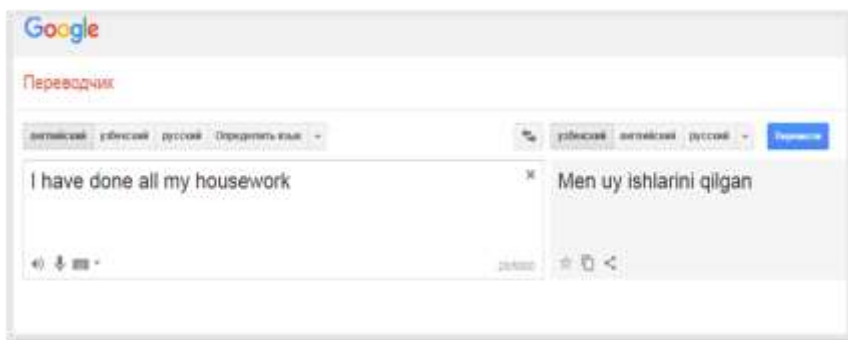 Google
Переводчик
английский узбекский русский Определить язык
узбекский английский русский
Перевести
I have done all my housework
Men uy ishlarini qilgan